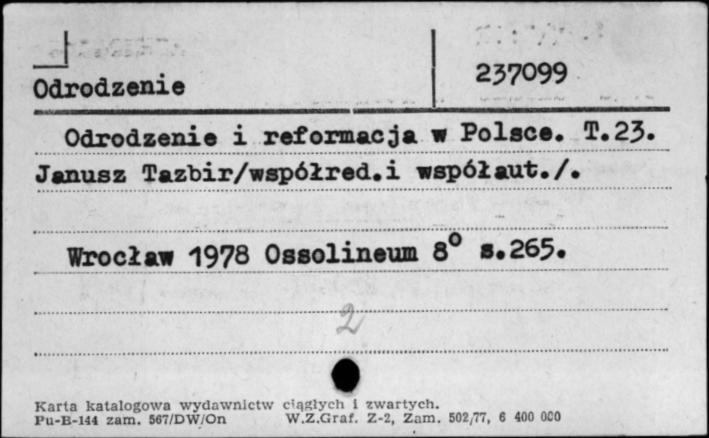 Odrodzenie 237099
Odrodzenie i reformacja w Polsce. T.23.
Janusz Tazbir/współred.i współaut./.
Wrocław 1978 Ossolineum 8° s.265.
2
Karta katalogowa wydawnictw ciągłych i zwartych.
Pu-B-144 zam. 567/DW/On W.Z.Graf. Z-2, Zam. 502/77, 6 400 000